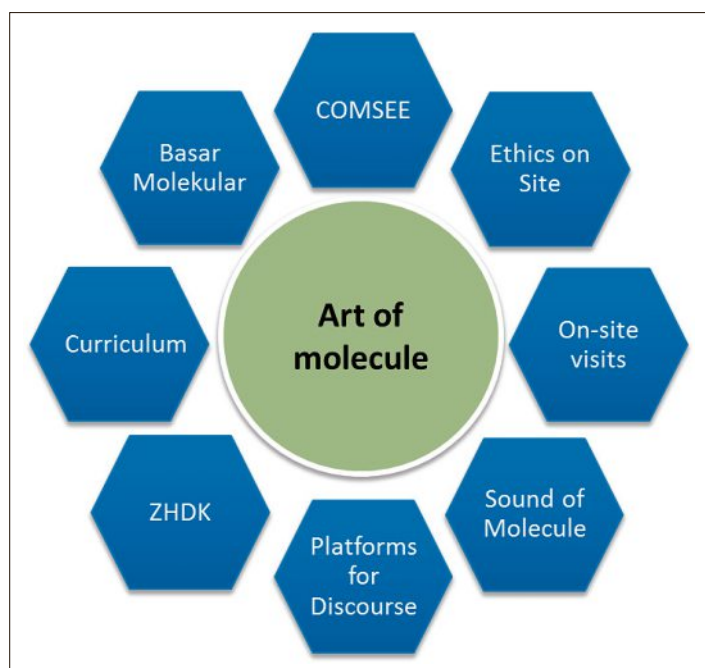 COMSEE
Ethics on
Site
On-site
visits
Sound of
Molecule
Platforms
for
Discourse
ZHDK
Curriculum
Basar
Molekular
Art of
molecule